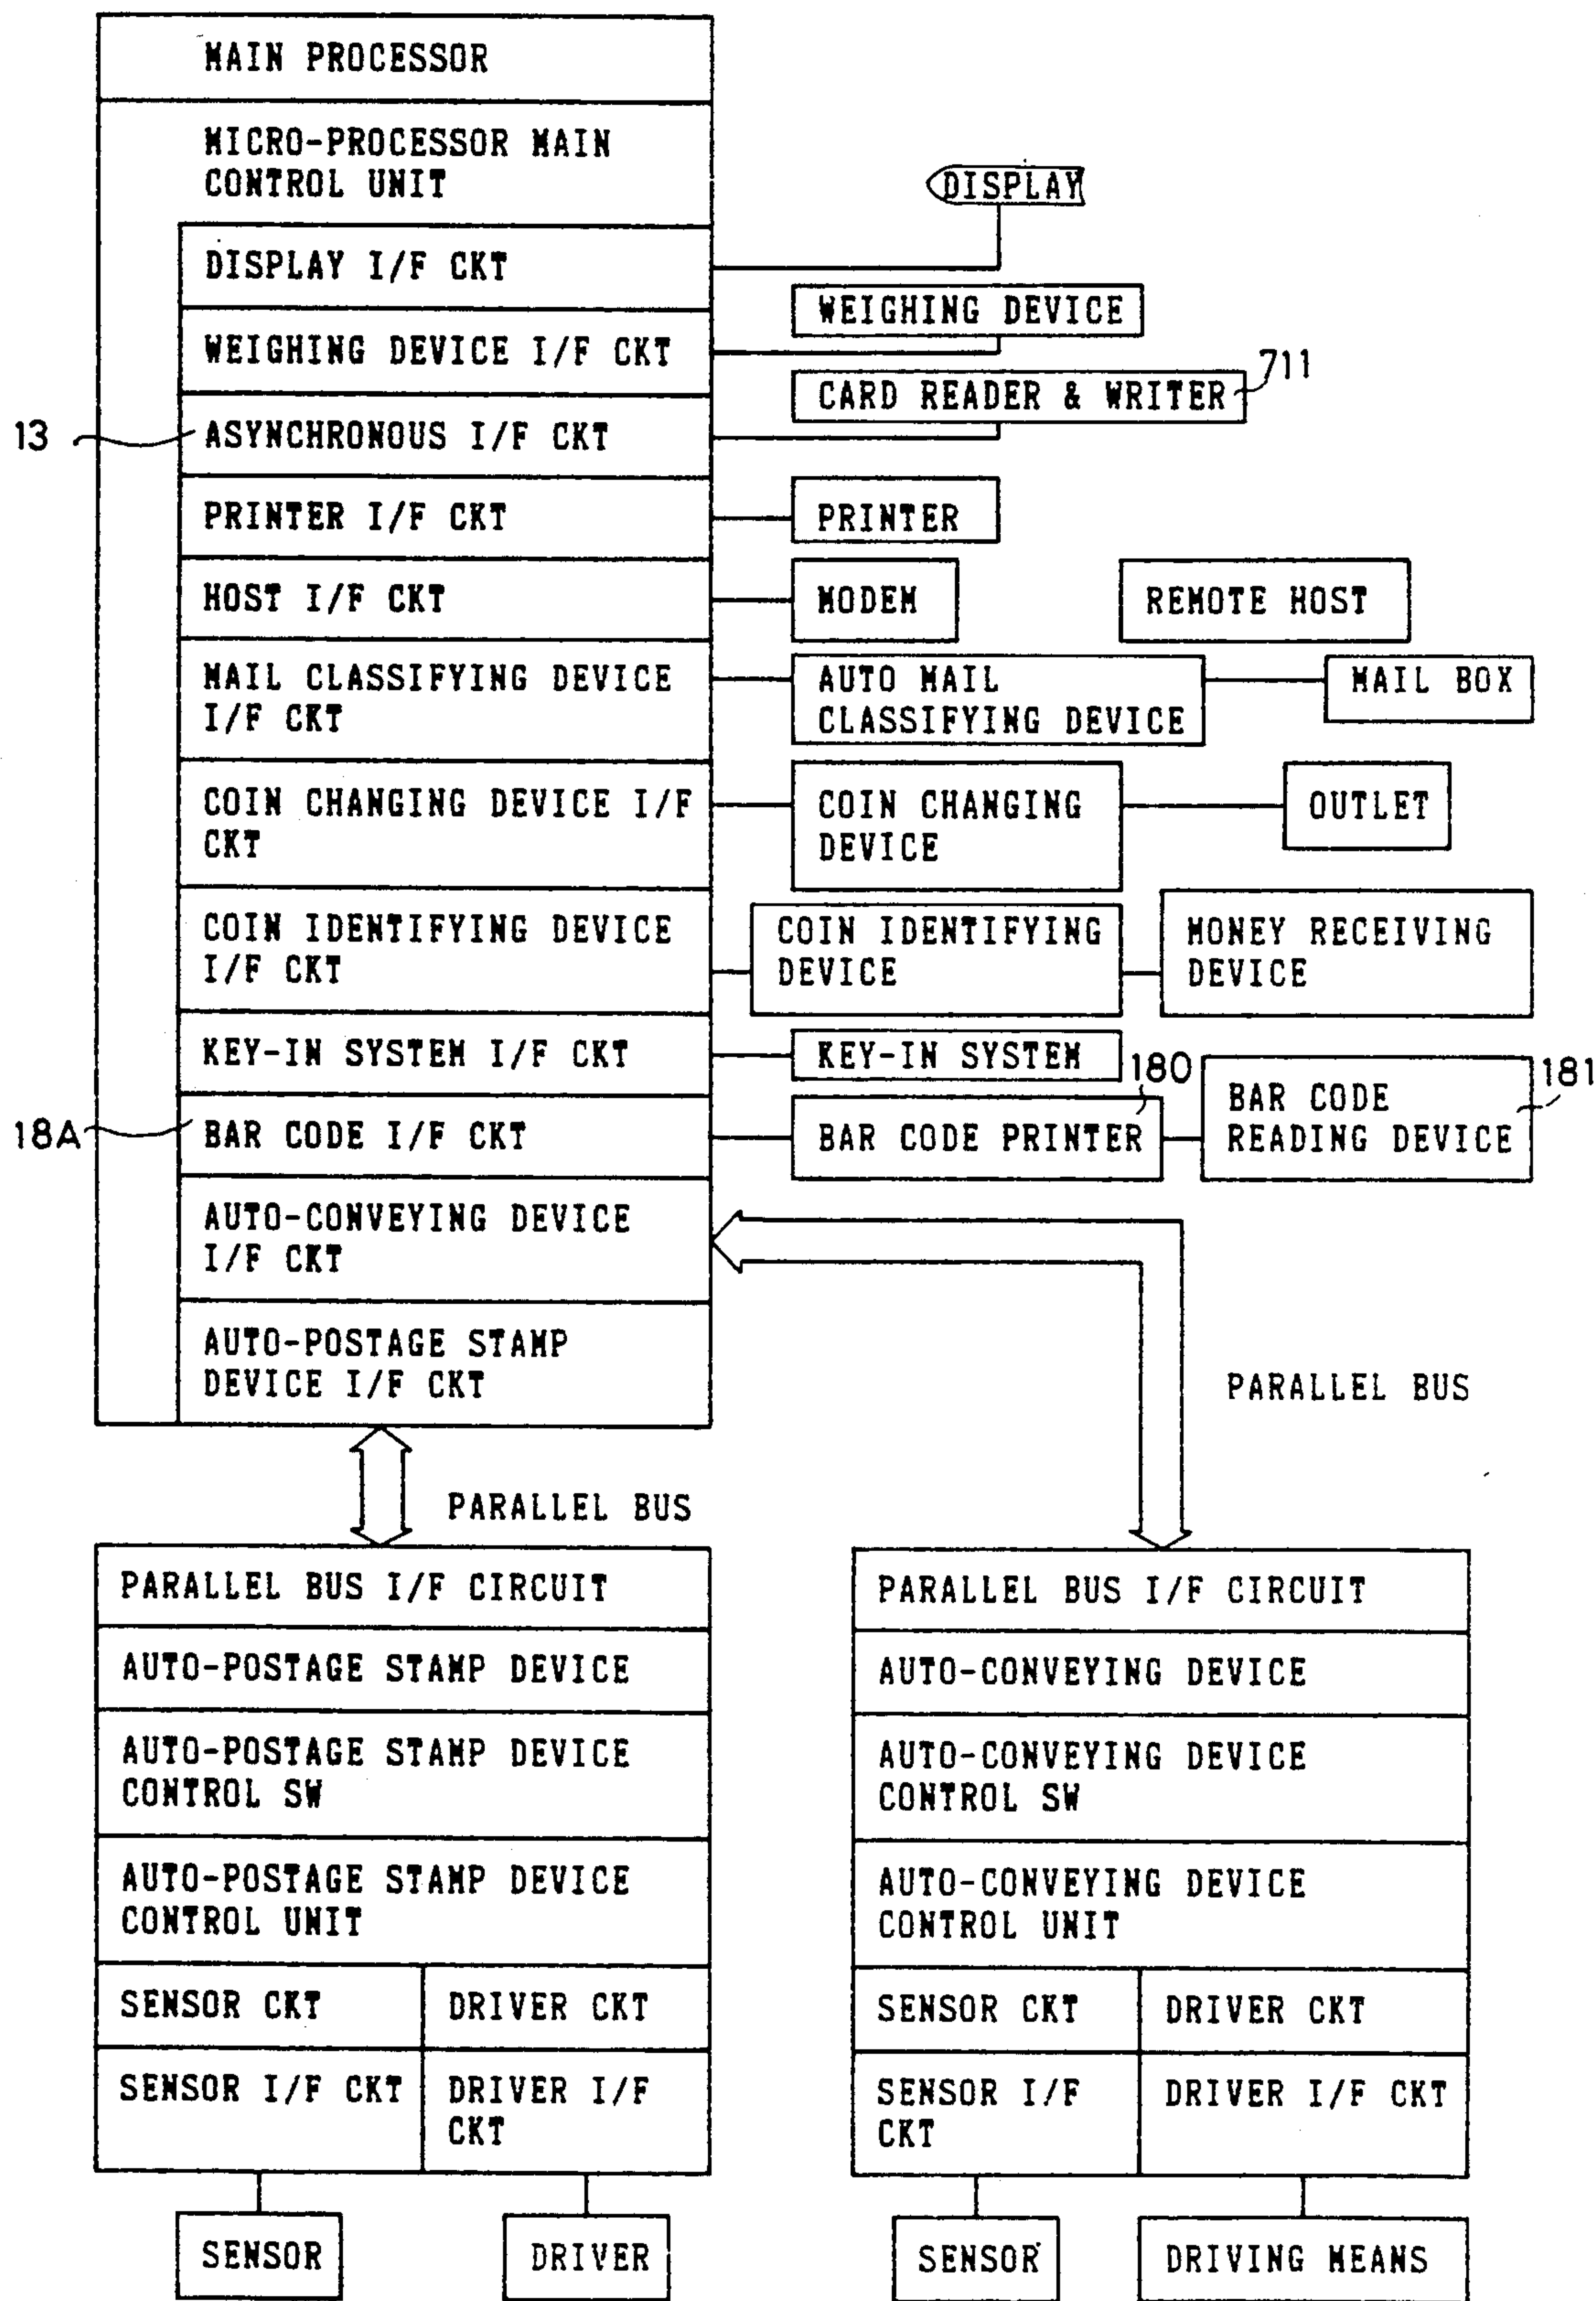 MAIN PROCESSOR
MICRO-PROCESSOR MAIN
CONTROL UNIT
DISPLAY
DISPLAY I/F CKT
WEIGHING DEVICE
WEIGHING DEVICE I/F CKT
711
CARD READER & WRITER
13
ASYNCHRONOUS I/F CKT
PRINTER I/F CKT
PRINTER
HOST I/F CKT
MODEM
REMOTE HOST
MAIL CLASSIFYING DEVICE
I/F CKT
AUTO MAIL
CLASSIFYING DEVICE
MAIL BOX
COIN CHANGING DEVICE I/F
CKT
COIN CHANGING
DEVICE
OUTLET
COIN IDENTIFYING DEVICE
I/F CKT
COIN IDENTIFYING
DEVICE
MONEY RECEIVING
DEVICE
KEY-IN SYSTEM I/F CKT
KEY-IN SYSTEM
180
181
18A
BAR CODE I/F CKT
BAR CODE PRINTER
BAR CODE
READING DEVICE
AUTO-CONVEYING DEVICE
I/F CKT
AUTO-POSTAGE STAMP
DEVICE I/F CKT
PARALLEL BUS
PARALLEL BUS
PARALLEL BUS I/F CIRCUIT
AUTO-POSTAGE STAMP DEVICE
AUTO-POSTAGE STAMP DEVICE
CONTROL SW
AUTO-POSTAGE STAMP DEVICE
CONTROL UNIT
SENSOR CKT
DRIVER CKT
SENSOR I/F CKT
DRIVER I/F
CKT
SENSOR
DRIVER
PARALLEL BUS I/F CIRCUIT
AUTO-CONVEYING DEVICE
AUTO-CONVEYING DEVICE
CONTROL SW
AUTO-CONVEYING DEVICE
CONTROL UNIT
SENSOR CKT
DRIVER CKT
SENSOR I/F
CKT
DRIVER I/F CKT
SENSOR
DRIVING MEANS